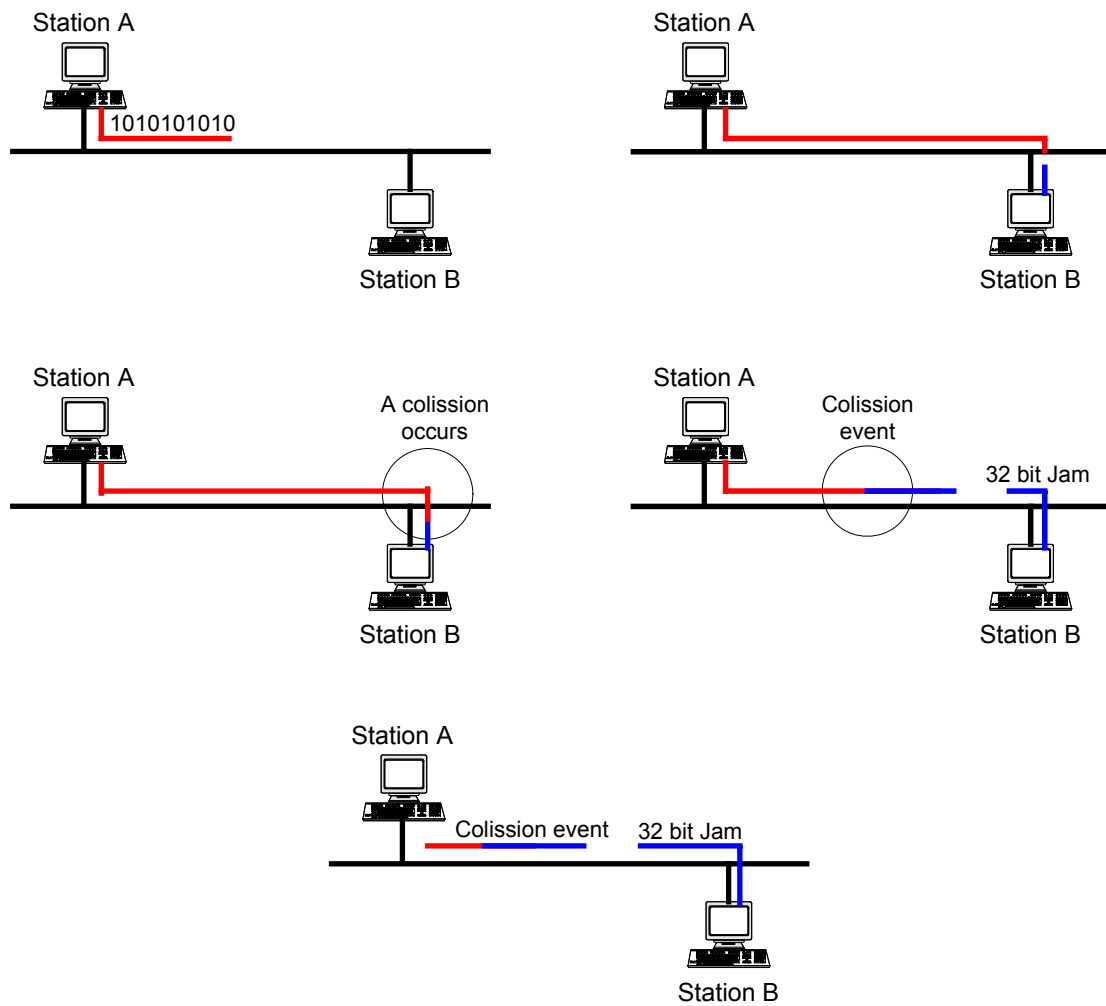 Station A
1010101010
Station B
Station A
Station B
Station A
A colission
occurs
Station B
Station A
Colission
event
32 bit Jam
Station B
Station A
Colission event
32 bit Jam
Station B